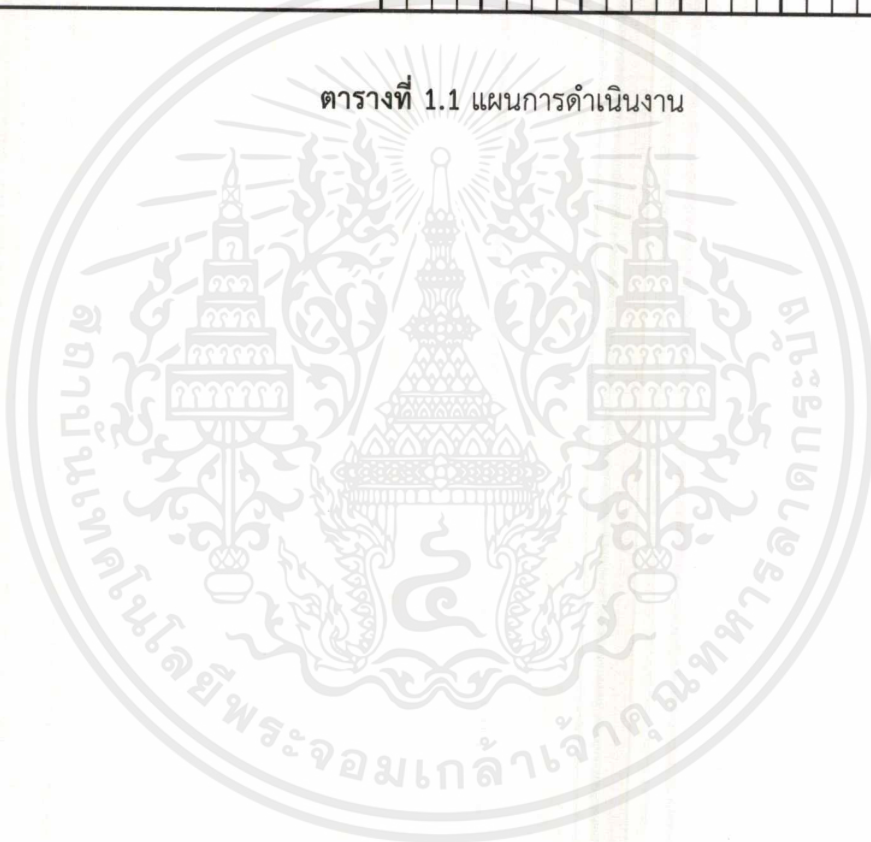 ตารางที่ 1.1 แผนการดำเนินงาน
สถาบันเทคโนโลยีพระจอมเกล้าเจ้าคุณทหารลาดกระบัง